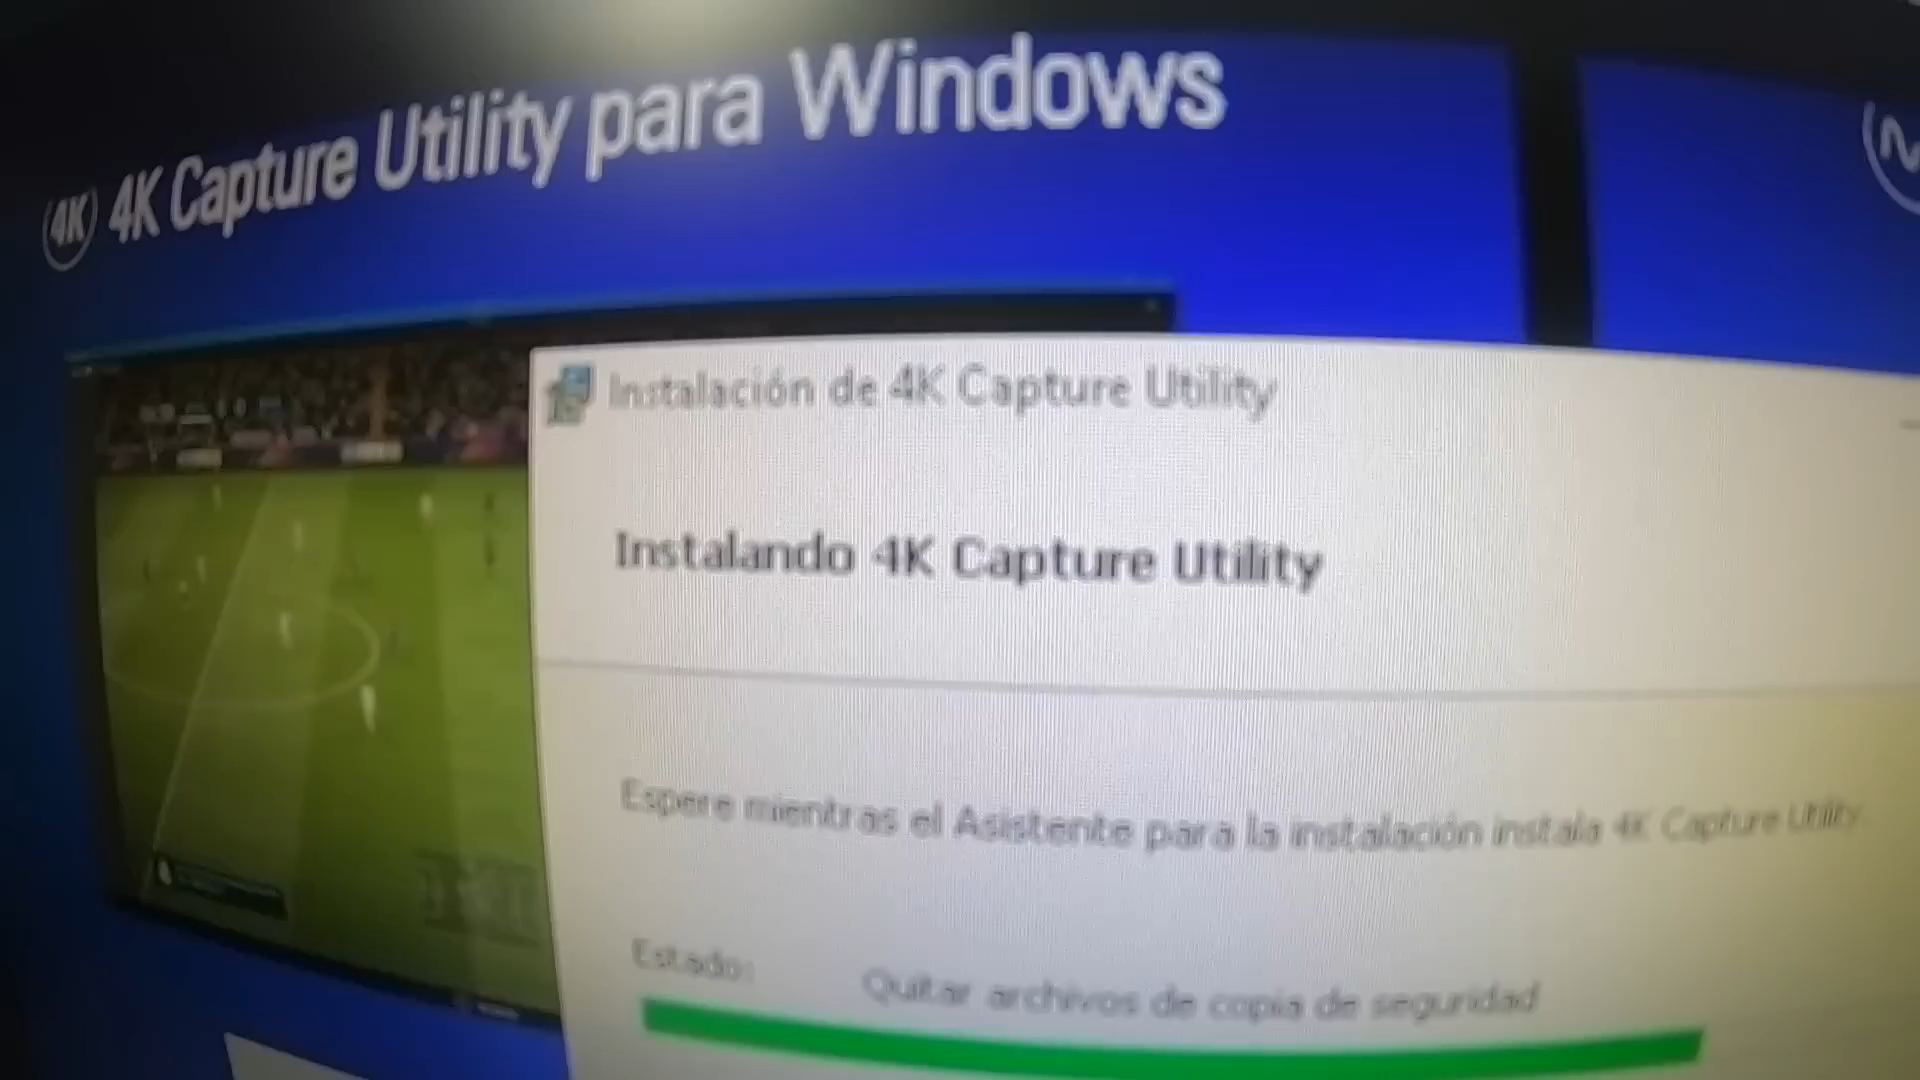 4K 4K Capture Utility para Windows
Instalación de 4K Capture Utility
Instalando 4K Capture Utility
Espere mientras el Asistente para la instalación instala 4K Capture Utility.
Estado: Quitar archivos de copia de seguridad